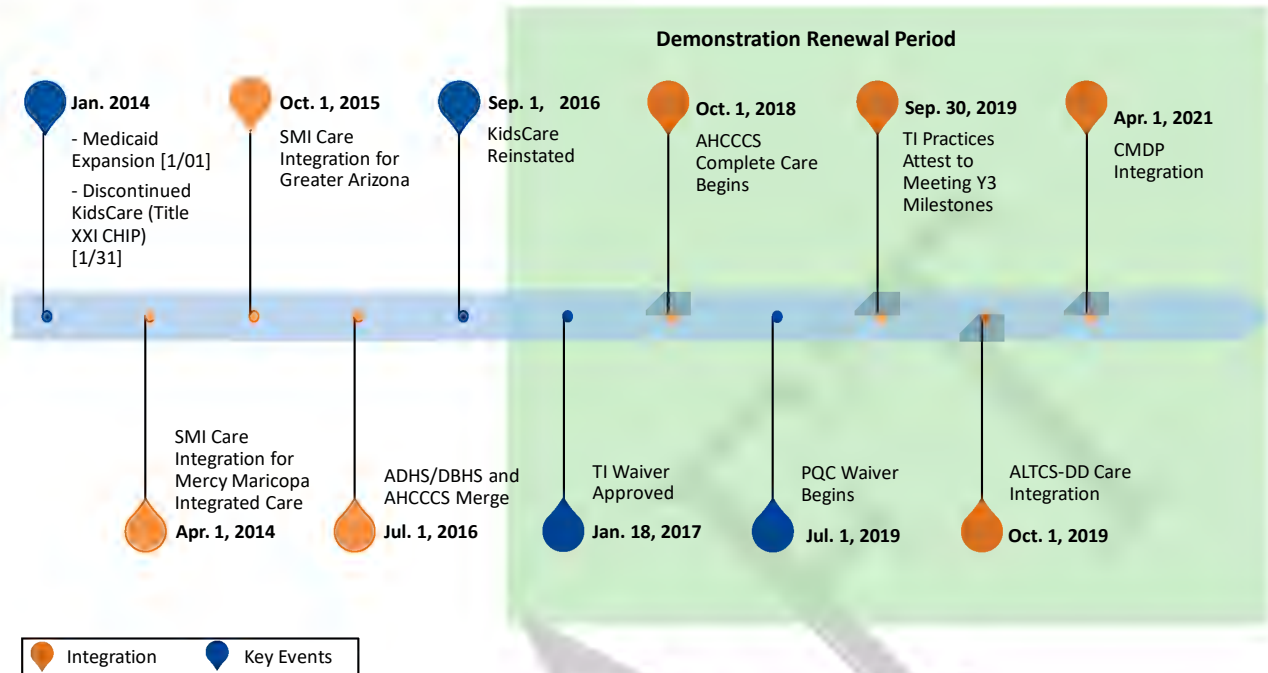 Demonstration Renewal Period
Jan. 2014
- Medicaid
Expansion [1/01]
- Discontinued
KidsCare (Title
XXI CHIP)
[1/31]
Oct. 1, 2015
SMI Care
Integration for
Greater Arizona
Sep. 1, 2016
KidsCare
Reinstated
Oct. 1, 2018
AHCCCS
Complete Care
Begins
Sep. 30, 2019
TI Practices
Attest to
Meeting Y3
Milestones
Apr. 1, 2021
CMDP
Integration
SMI Care
Integration for
Mercy Maricopa
Integrated Care
Apr. 1, 2014
ADHS/DBHS and
AHCCCS Merge
Jul. 1, 2016
TI Waiver
Approved
Jan. 18, 2017
PQC Waiver
Begins
Jul. 1, 2019
ALTCS-DD Care
Integration
Oct. 1, 2019
Integration
Key Events